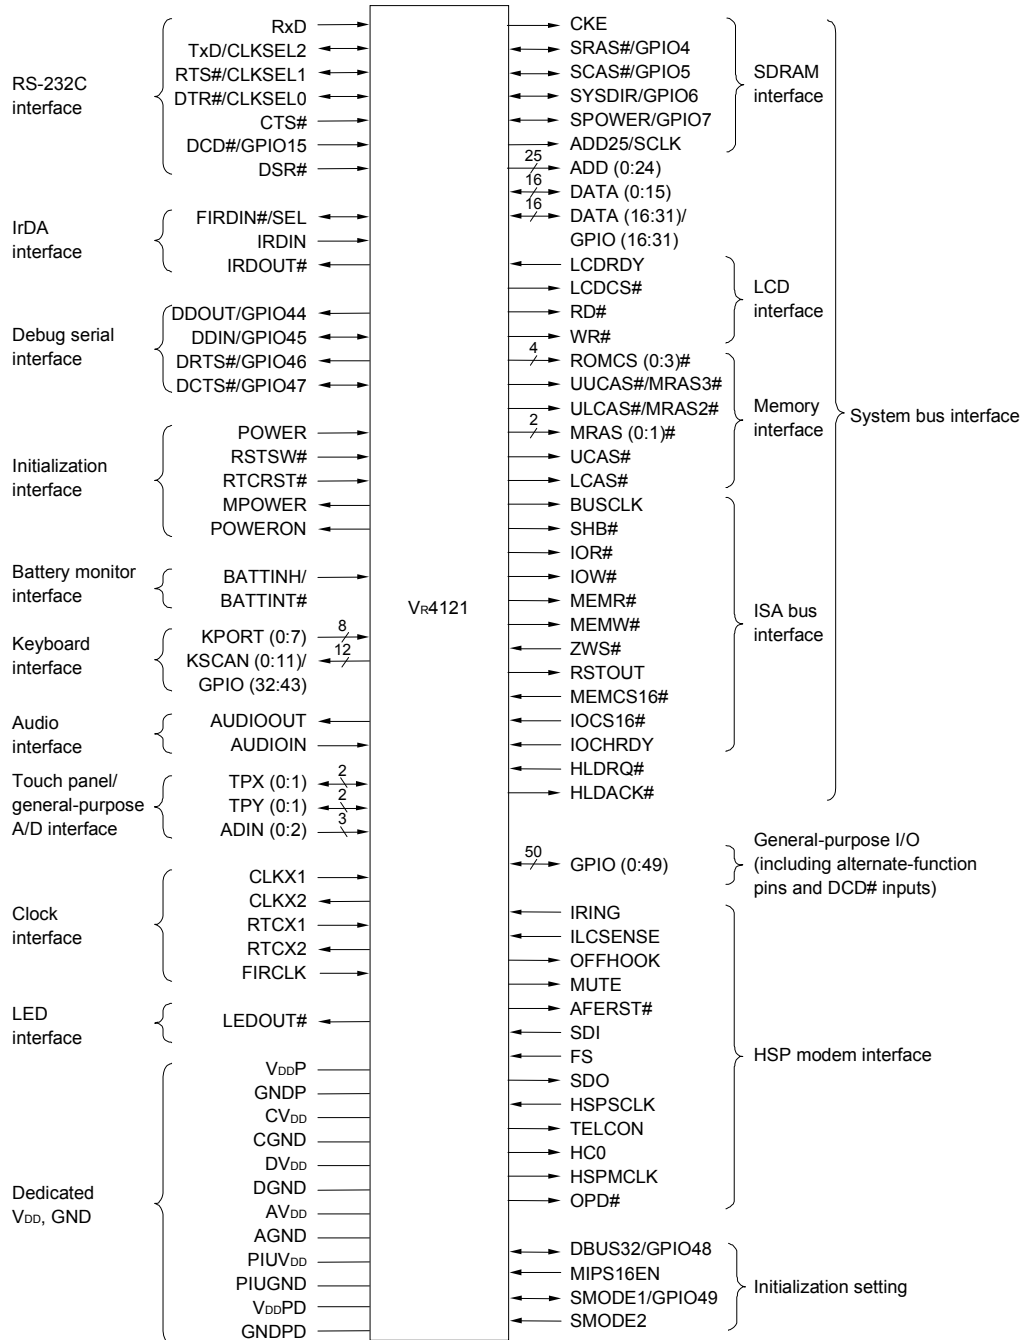 RS-232C
interface
RxD
TxD/CLKSEL2
RTS#/CLKSEL1
DTR#/CLKSEL0
CTS#
DCD#/GPIO15
DSR#
IrDA
interface
FIRDIN#/SEL
IRDIN
IRDOUT#
Debug serial
interface
DDOUT/GPIO44
DDIN/GPIO45
DRTS#/GPIO46
DCTS#/GPIO47
Initialization
interface
POWER
RSTSW#
RTCRST#
MPOWER
POWERON
Battery monitor
interface
BATTINH/
BATTINT#
Keyboard
interface
KPORT (0:7)
8
KSCAN (0:11)/
12
GPIO (32:43)
Audio
interface
AUDIOOUT
AUDIOIN
Touch panel/
general-purpose
A/D interface
TPX (0:1)
2
TPY (0:1)
2
ADIN (0:2)
3
Clock
interface
CLKX1
CLKX2
RTCX1
RTCX2
FIRCLK
LED
interface
LEDOUT#
Dedicated
VDD, GND
VDDP
GNDP
CVDD
CGND
DVDD
DGND
AVDD
AGND
PIUVDD
PIUGND
VDDPD
GNDPD
VR4121
CKE
SRAS#/GPIO4
SCAS#/GPIO5
SYSDIR/GPIO6
SPOWER/GPIO7
ADD25/SCLK
SDRAM
interface
25
ADD (0:24)
16
DATA (0:15)
16
DATA (16:31)/
GPIO (16:31)
LCDRDY
LCDCS#
RD#
WR#
LCD
interface
4
ROMCS (0:3)#
UUCAS#/MRAS3#
ULCAS#/MRAS2#
2
MRAS (0:1)#
UCAS#
LCAS#
Memory
interface
System bus interface
BUSCLK
SHB#
IOR#
IOW#
MEMR#
MEMW#
ZWS#
RSTOUT
MEMCS16#
IOCS16#
IOCHRDY
ISA bus
interface
HLDRQ#
HLDACK#
50
GPIO (0:49)
General-purpose I/O
(including alternate-function
pins and DCD# inputs)
IRING
ILCSENSE
OFFHOOK
MUTE
AFERST#
SDI
FS
SDO
HSPSCLK
TELCON
HC0
HSPMCLK
OPD#
HSP modem interface
DBUS32/GPIO48
MIPS16EN
SMODE1/GPIO49
SMODE2
Initialization setting